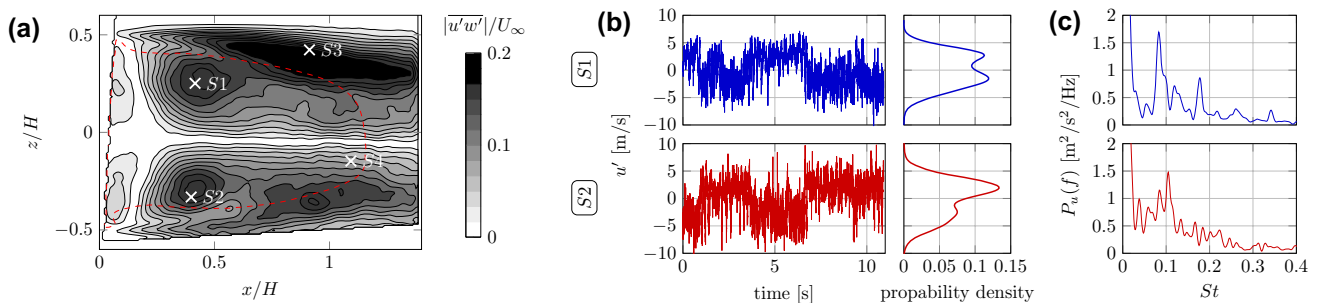 (a)
|u′w′|/U∞
0.5
0
−0.5
z/H
0
0.5
1
x/H
S1
S2
S3
S4
0.2
0.1
0
(b)
S1
S2
10
5
0
−5
−10
10
5
0
−5
−10
u′ [m/s]
0
5
10
time [s]
0
0.05
0.1
0.15
propability density
(c)
2
1.5
1
0.5
0
2
1.5
1
0.5
0
P_u(f) [m²/s²/Hz]
0
0.1
0.2
0.3
0.4
St